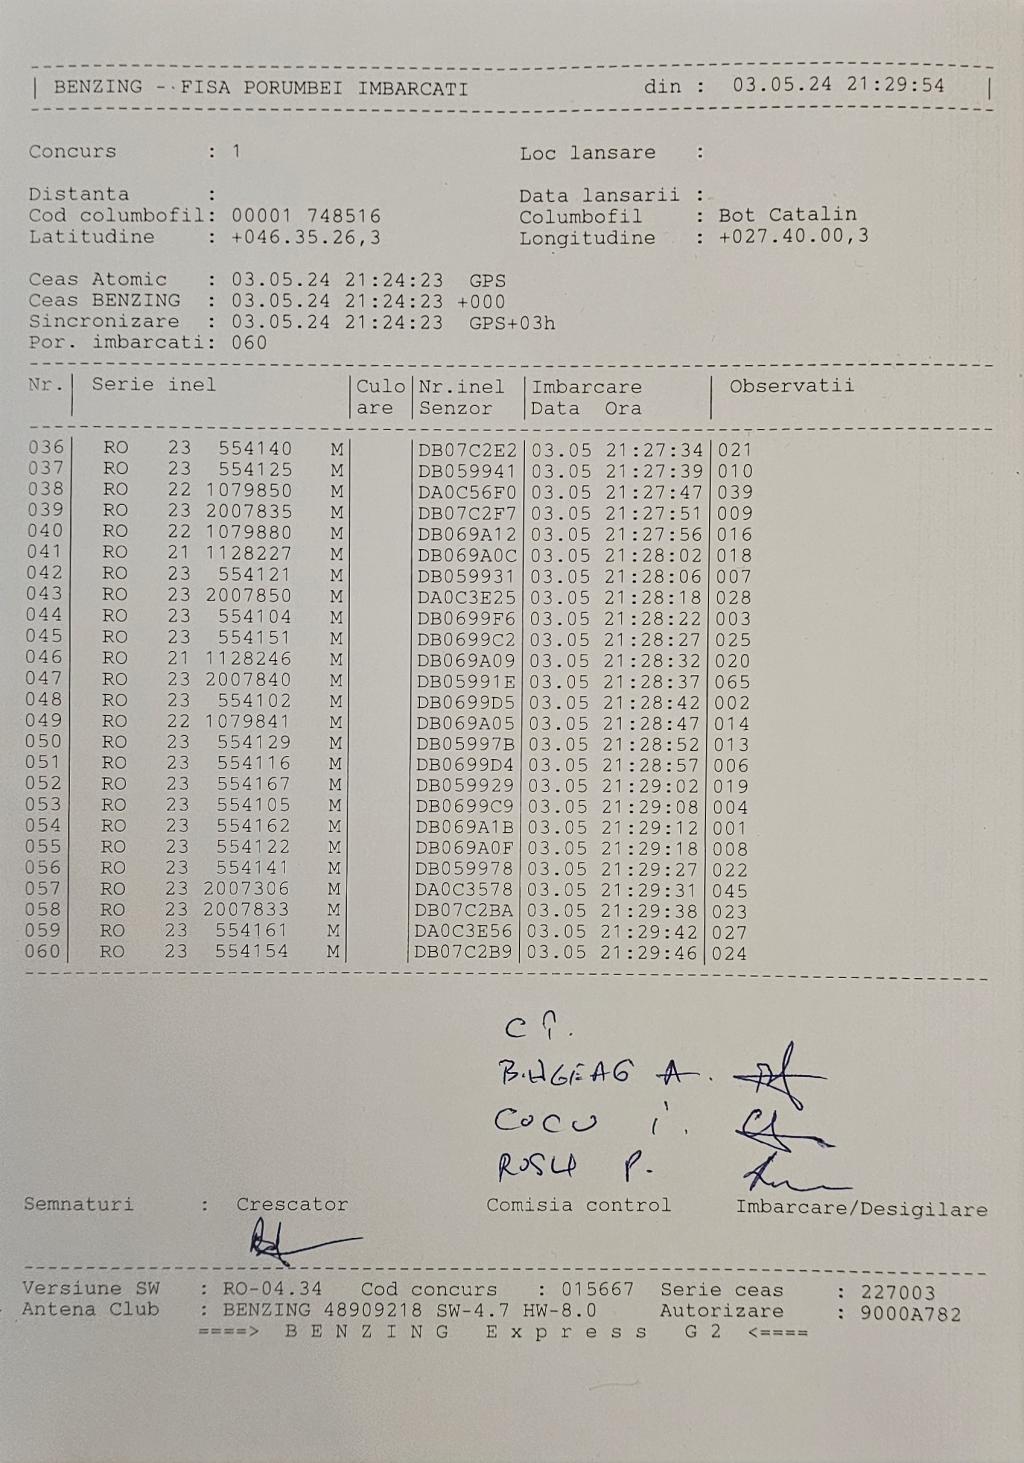 BENZING -- FISA PORUMBEI IMBARCATI din : 03.05.24 21:29:54
Concurs : 1 Loc lansare :
Distanta : Data lansarii :
Cod columbofil: 00001 748516 Columbofil : Bot Catalin
Latitudine : +046.35.26,3 Longitudine : +027.40.00,3
Ceas Atomic : 03.05.24 21:24:23 GPS
Ceas BENZING : 03.05.24 21:24:23 +000
Sincronizare : 03.05.24 21:24:23 GPS+03h
Por. imbarcati: 060
Nr. | Serie inel | Culo | Nr.inel | Imbarcare | Observatii
are | Senzor | Data Ora
036 RO 23 554140 M DB07C2E2 03.05 21:27:34 021
037 RO 23 554125 M DB059941 03.05 21:27:39 010
038 RO 22 1079850 M DA0C56F0 03.05 21:27:47 039
039 RO 23 2007835 M DB07C2F7 03.05 21:27:51 009
040 RO 22 1079880 M DB069A12 03.05 21:27:56 016
041 RO 21 1128227 M DB069A0C 03.05 21:28:02 018
042 RO 23 554121 M DB059931 03.05 21:28:06 007
043 RO 23 2007850 M DA0C3E25 03.05 21:28:18 028
044 RO 23 554104 M DB0699F6 03.05 21:28:22 003
045 RO 23 554151 M DB0699C2 03.05 21:28:27 025
046 RO 21 1128246 M DB069A09 03.05 21:28:32 020
047 RO 23 2007840 M DB05991E 03.05 21:28:37 065
048 RO 23 554102 M DB0699D5 03.05 21:28:42 002
049 RO 22 1079841 M DB069A05 03.05 21:28:47 014
050 RO 23 554129 M DB05997B 03.05 21:28:52 013
051 RO 23 554116 M DB0699D4 03.05 21:28:57 006
052 RO 23 554167 M DB059929 03.05 21:29:02 019
053 RO 23 554105 M DB0699C9 03.05 21:29:08 004
054 RO 23 554162 M DB069A1B 03.05 21:29:12 001
055 RO 23 554122 M DB069A0F 03.05 21:29:18 008
056 RO 23 554141 M DB059978 03.05 21:29:27 022
057 RO 23 2007306 M DA0C3578 03.05 21:29:31 045
058 RO 23 2007833 M DB07C2BA 03.05 21:29:38 023
059 RO 23 554161 M DA0C3E56 03.05 21:29:42 027
060 RO 23 554154 M DB07C2B9 03.05 21:29:46 024
A.
COCU i.
P.
Semnaturi : Crescator Comisia control Imbarcare/Desigilare
Versiune SW : RO-04.34 Cod concurs : 015667 Serie ceas : 227003
Antena Club : BENZING 48909218 SW-4.7 HW-8.0 Autorizare : 9000A782
====> B E N Z I N G E x p r e s s G 2 <====